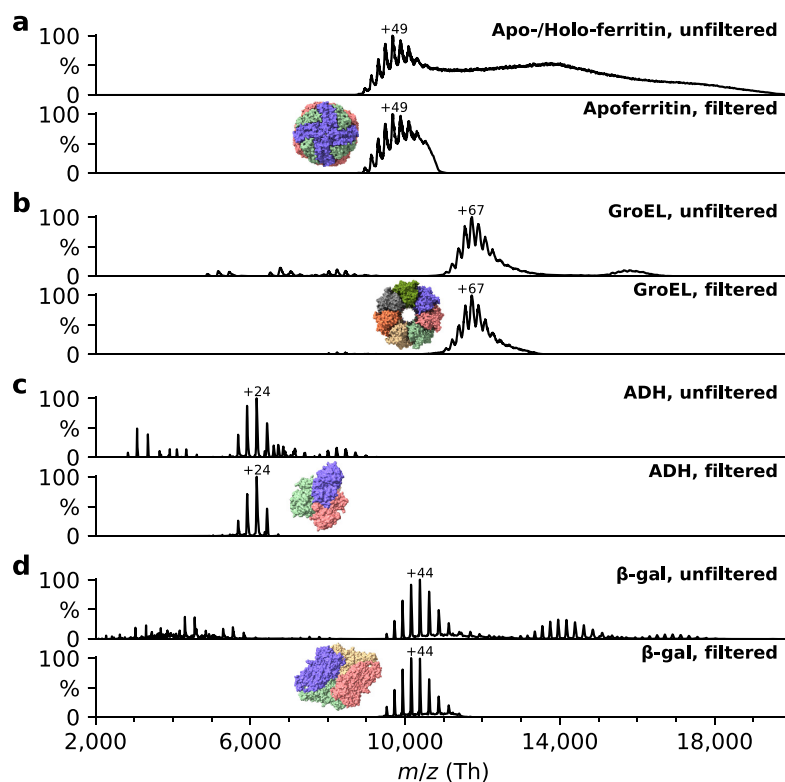 a
Apo-/Holo-ferritin, unfiltered
+49
100
%
0
Apoferritin, filtered
+49
100
%
0
b
GroEL, unfiltered
+67
100
%
0
GroEL, filtered
+67
100
%
0
c
ADH, unfiltered
+24
100
%
0
ADH, filtered
+24
100
%
0
d
β-gal, unfiltered
+44
100
%
0
β-gal, filtered
+44
100
%
0
2,000 6,000 10,000 14,000 18,000
m/z (Th)